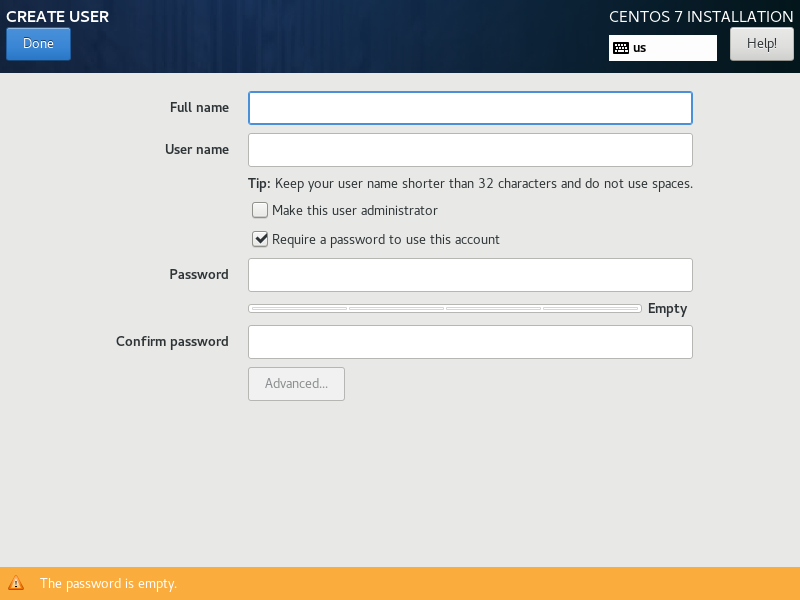 CREATE USER
CENTOS 7 INSTALLATION
Done
us
Help!
Full name
User name
Tip: Keep your user name shorter than 32 characters and do not use spaces.
Make this user administrator
Require a password to use this account
Password
Empty
Confirm password
Advanced...
The password is empty.